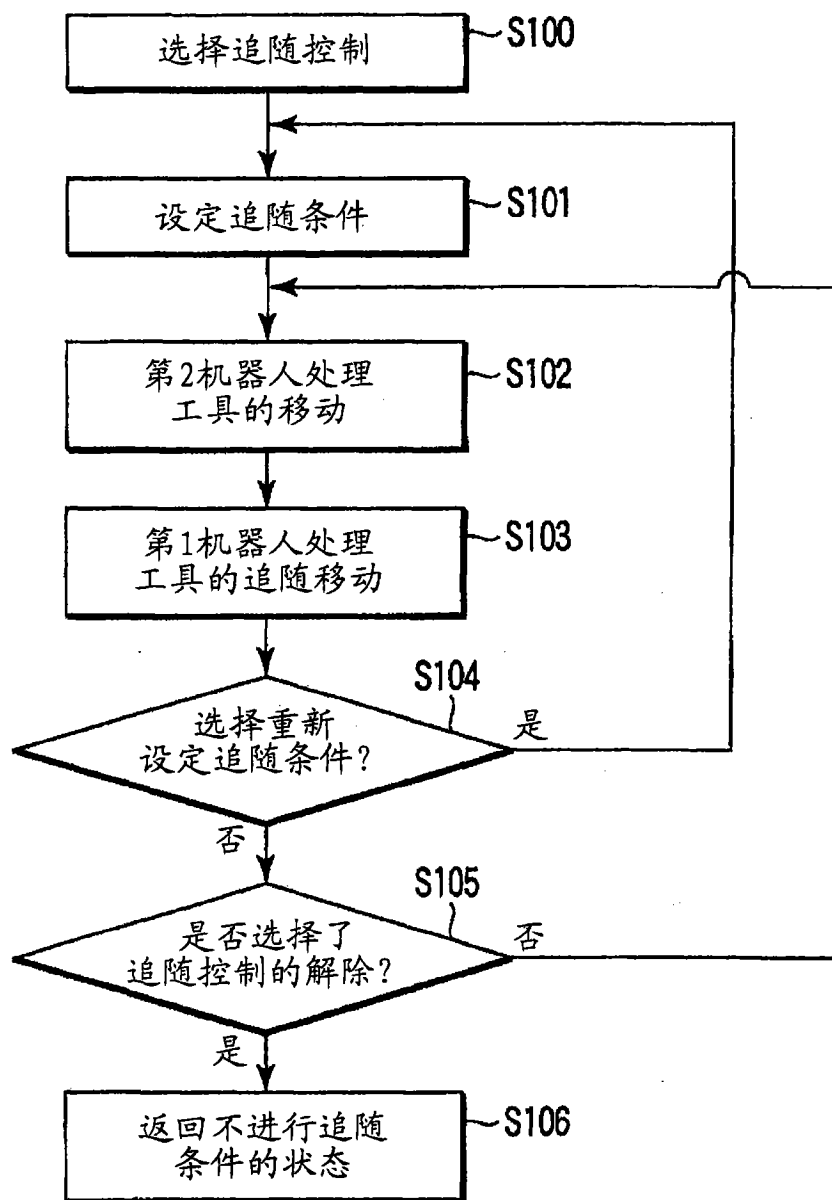 选择追随控制
S100
设定追随条件
S101
第2机器人处理
工具的移动
S102
第1机器人处理
工具的追随移动
S103
S104
选择重新
设定追随条件?
是
否
S105
是否选择了
追随控制的解除?
否
是
返回不进行追随
条件的状态
S106